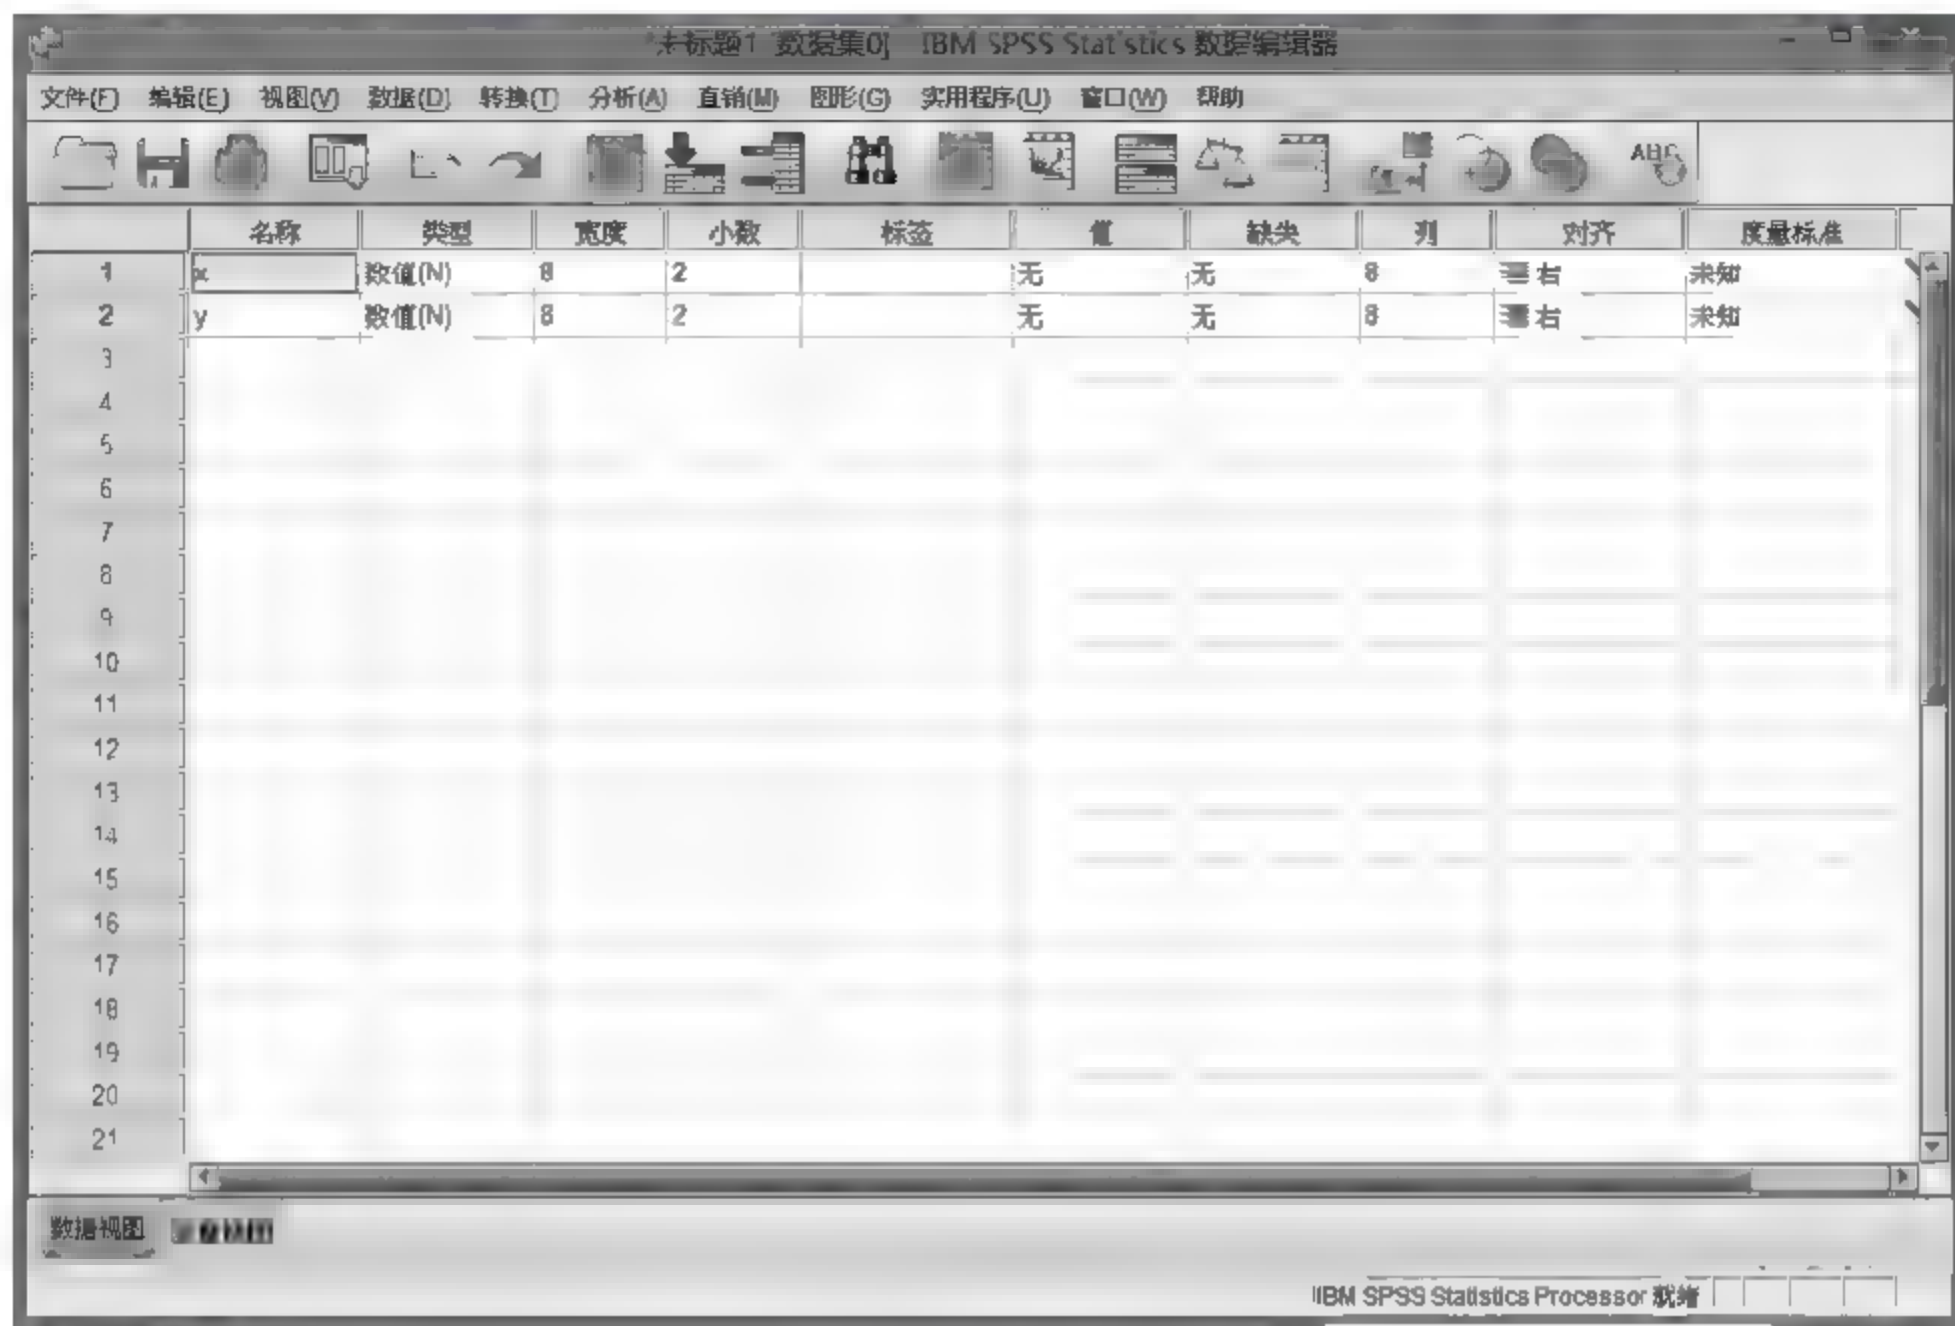 *未标题1 [数据集0] IBM SPSS Statistics 数据编辑器
文件(F) 编辑(E) 视图(V) 数据(D) 转换(T) 分析(A) 直销(M) 图形(G) 实用程序(U) 窗口(W) 帮助
ABC
名称 类型 宽度 小数 标签 值 缺失 列 对齐 度量标准
1 x 数值(N) 8 2 无 无 8 右 未知
2 y 数值(N) 8 2 无 无 8 右 未知
3
4
5
6
7
8
9
10
11
12
13
14
15
16
17
18
19
20
21
数据视图
IBM SPSS Statistics Processor 就绪